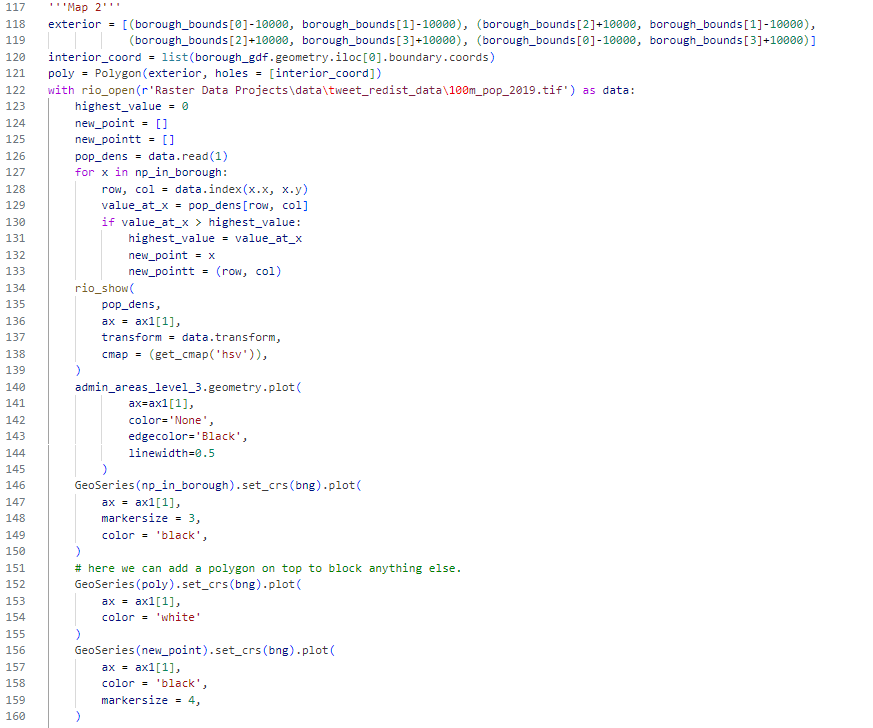 117 '''Map 2'''
118 exterior = [(borough_bounds[0]-10000, borough_bounds[1]-10000), (borough_bounds[2]+10000, borough_bounds[1]-10000),
119 (borough_bounds[2]+10000, borough_bounds[3]+10000), (borough_bounds[0]-10000, borough_bounds[3]+10000)]
120 interior_coord = list(borough_gdf.geometry.iloc[0].boundary.coords)
121 poly = Polygon(exterior, holes = [interior_coord])
122 with rio_open(r'Raster Data Projects\data\tweet_redist_data\100m_pop_2019.tif') as data:
123 highest_value = 0
124 new_point = []
125 new_pointt = []
126 pop_dens = data.read(1)
127 for x in np_in_borough:
128 row, col = data.index(x.x, x.y)
129 value_at_x = pop_dens[row, col]
130 if value_at_x > highest_value:
131 highest_value = value_at_x
132 new_point = x
133 new_pointt = (row, col)
134 rio_show(
135 pop_dens,
136 ax = ax1[1],
137 transform = data.transform,
138 cmap = (get_cmap('hsv')),
139 )
140 admin_areas_level_3.geometry.plot(
141 ax=ax1[1],
142 color='None',
143 edgecolor='Black',
144 linewidth=0.5
145 )
146 GeoSeries(np_in_borough).set_crs(bng).plot(
147 ax = ax1[1],
148 markersize = 3,
149 color = 'black',
150 )
151 # here we can add a polygon on top to block anything else.
152 GeoSeries(poly).set_crs(bng).plot(
153 ax = ax1[1],
154 color = 'white'
155 )
156 GeoSeries(new_point).set_crs(bng).plot(
157 ax = ax1[1],
158 color = 'black',
159 markersize = 4,
160 )